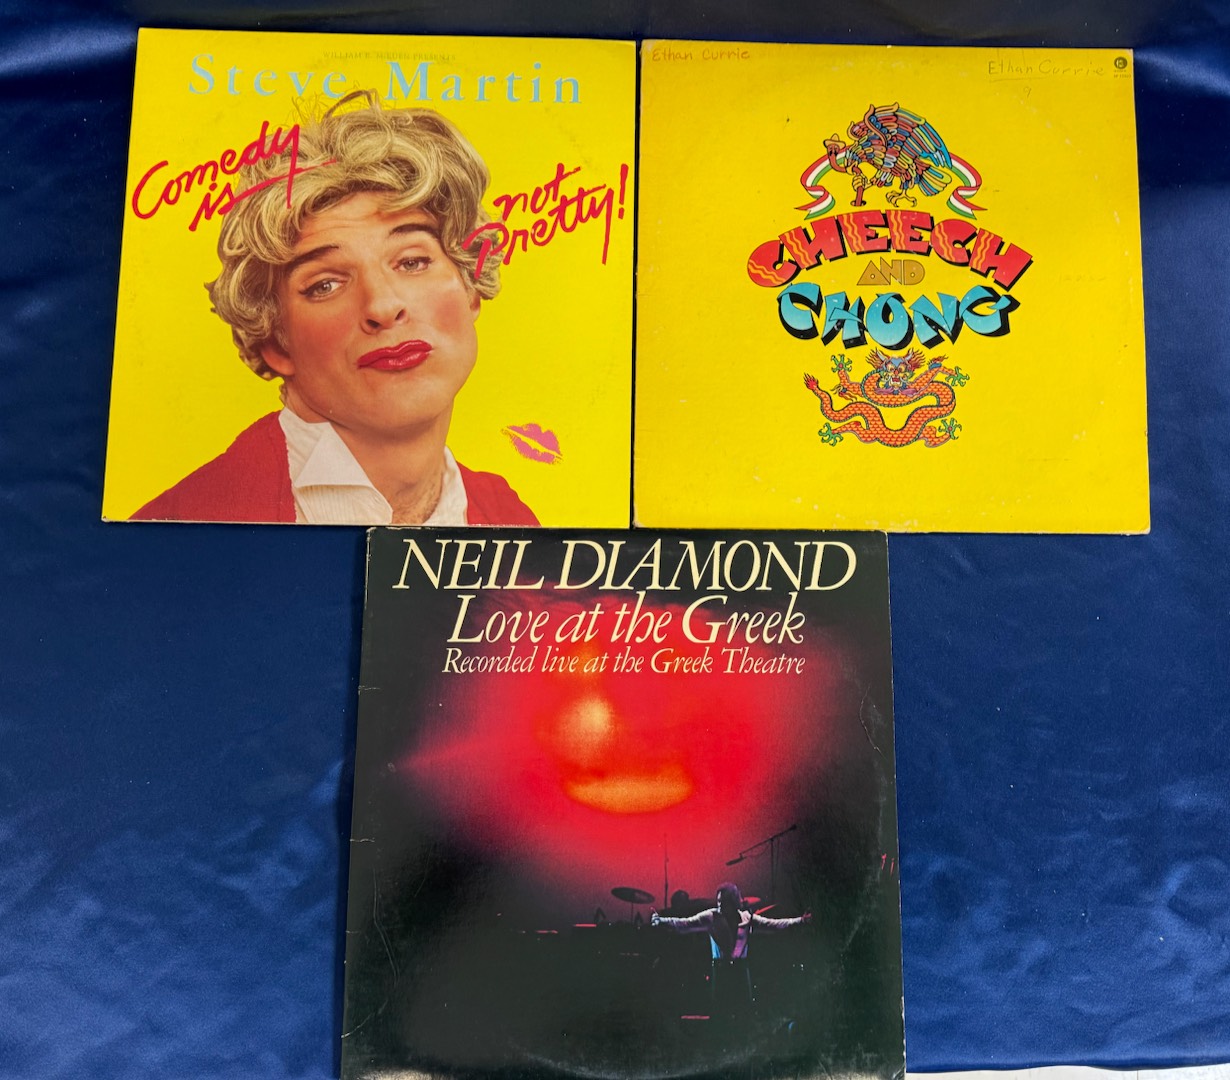 WILLIAM E. McEUEN PRESENTS
Steve Martin
Comedy
is
not
Pretty!
Ethan Currie
Ethan Currie
CHEECH
AND
CHONG
NEIL DIAMOND
Love at the Greek
Recorded live at the Greek Theatre